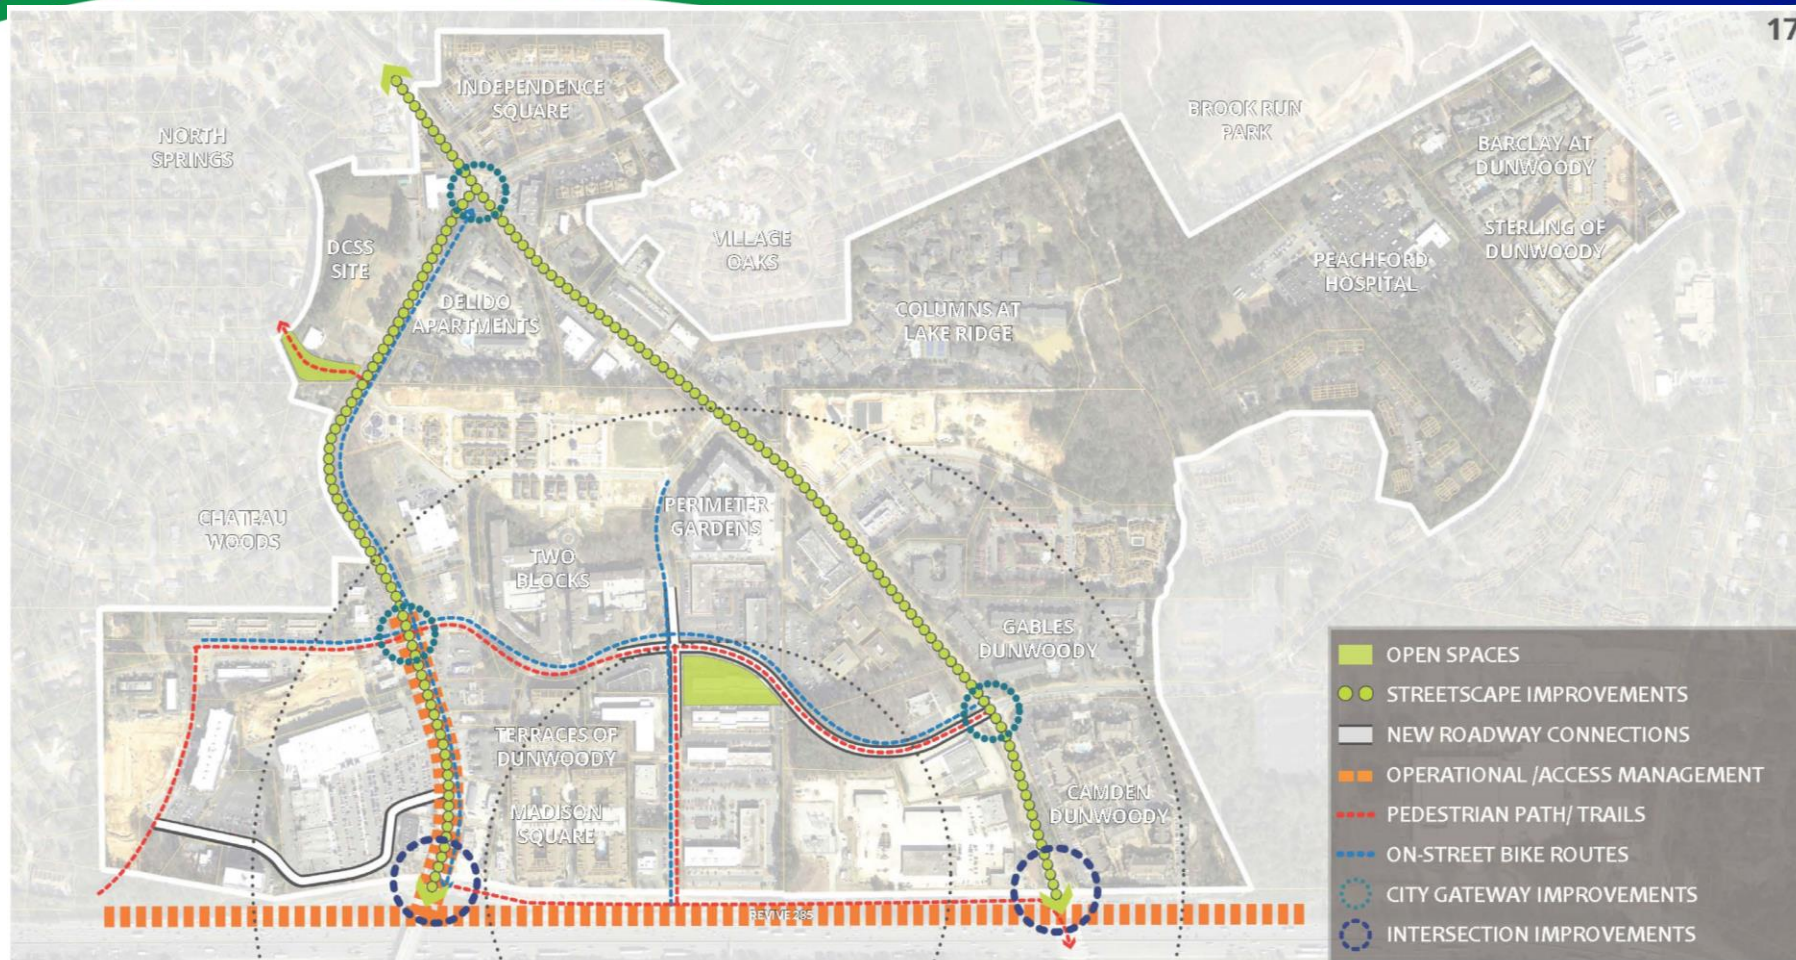 17
INDEPENDENCE
SQUARE
NORTH
SPRINGS
BROOK RUN
PARK
BARCLAY AT
DUNWOODY
STERLING OF
DUNWOODY
PEACHFORD
HOSPITAL
VILLAGE
OAKS
DCSS
SITE
DELIDO
APARTMENTS
COLUMNS AT
LAKE RIDGE
CHATEAU
WOODS
PERIMETER
GARDENS
TWO
BLOCKS
GABLES
DUNWOODY
TERRACES OF
DUNWOODY
MADISON
SQUARE
CAMDEN
DUNWOODY
REVIVE 285
OPEN SPACES
STREETSCAPE IMPROVEMENTS
NEW ROADWAY CONNECTIONS
OPERATIONAL /ACCESS MANAGEMENT
PEDESTRIAN PATH/ TRAILS
ON-STREET BIKE ROUTES
CITY GATEWAY IMPROVEMENTS
INTERSECTION IMPROVEMENTS